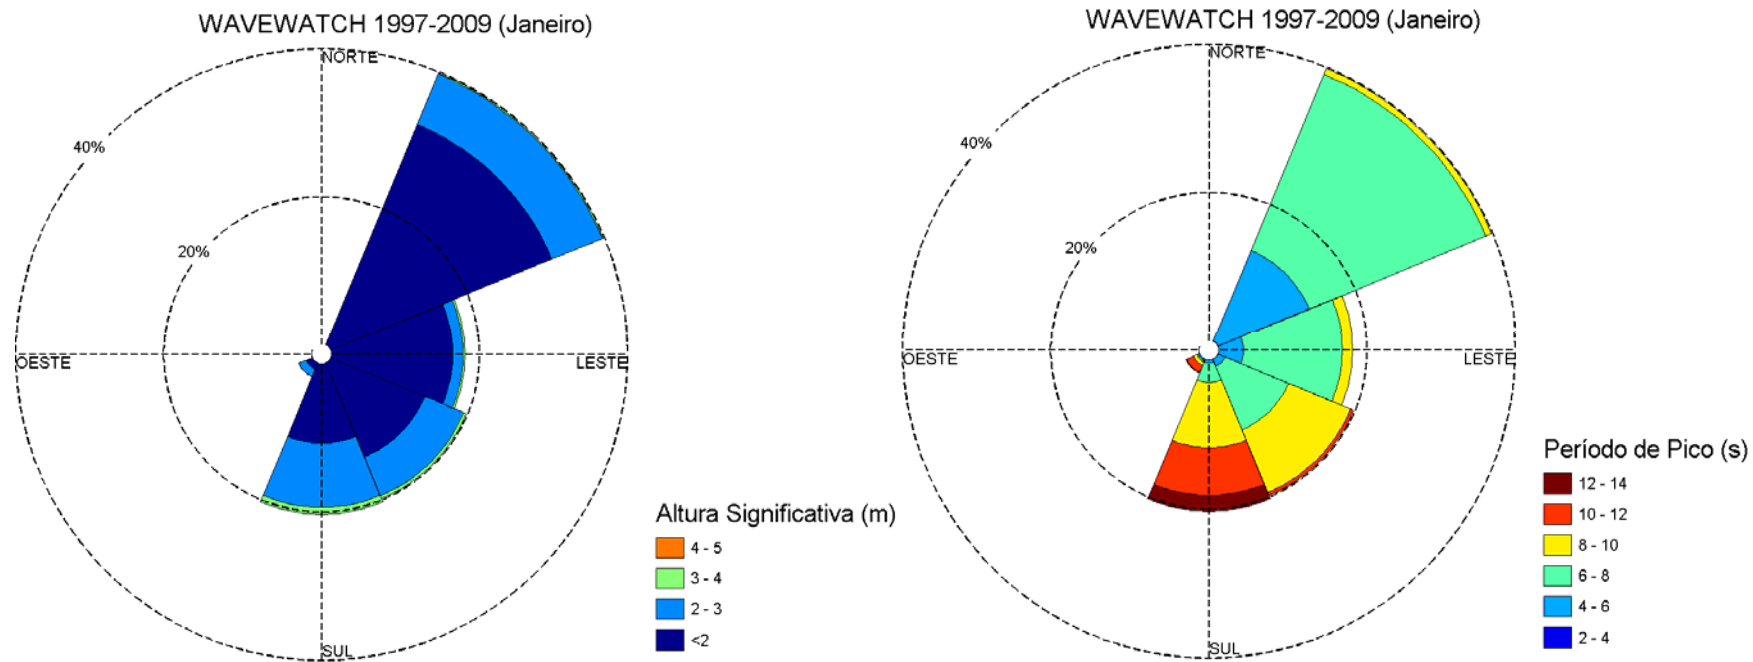 WAVEWATCH 1997-2009 (Janeiro)
NORTE
40%
20%
OESTE
LESTE
SUL
Altura Significativa (m)
4 - 5
3 - 4
2 - 3
<2
WAVEWATCH 1997-2009 (Janeiro)
NORTE
40%
20%
OESTE
LESTE
SUL
Período de Pico (s)
12 - 14
10 - 12
8 - 10
6 - 8
4 - 6
2 - 4